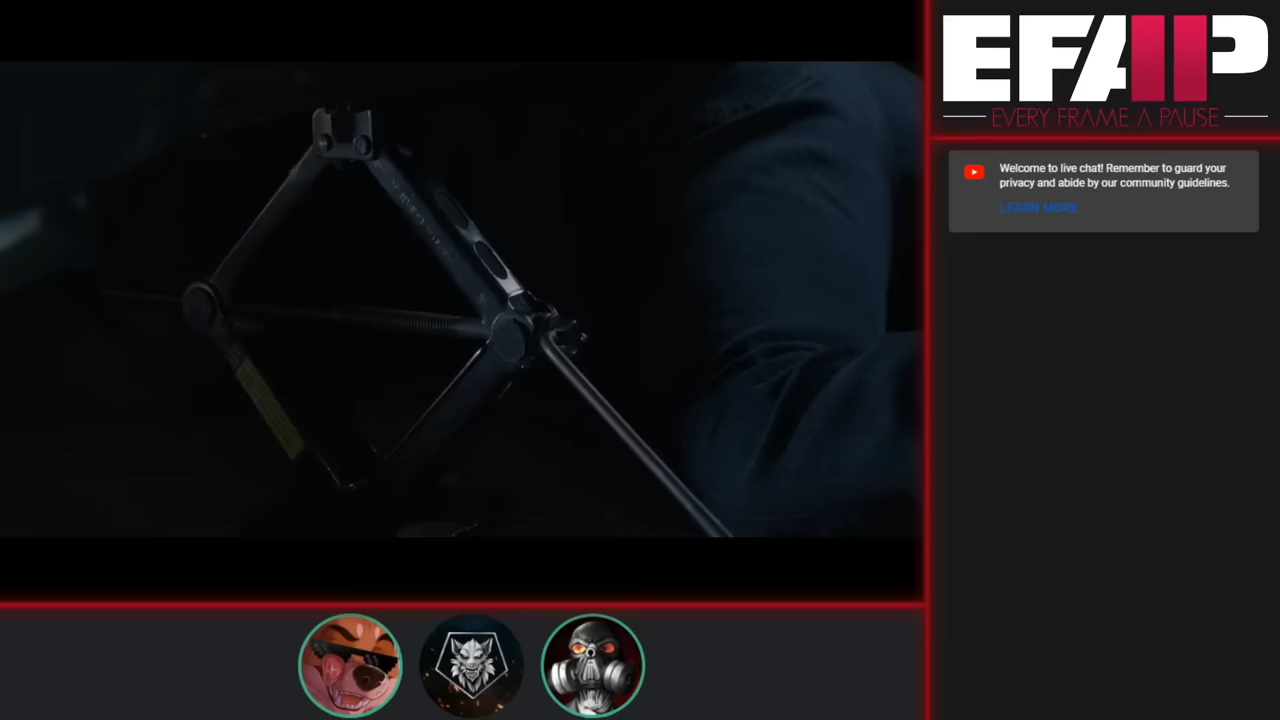 EFAP
EVERY FRAME A PAUSE
Welcome to live chat! Remember to guard your
privacy and abide by our community guidelines.
LEARN MORE